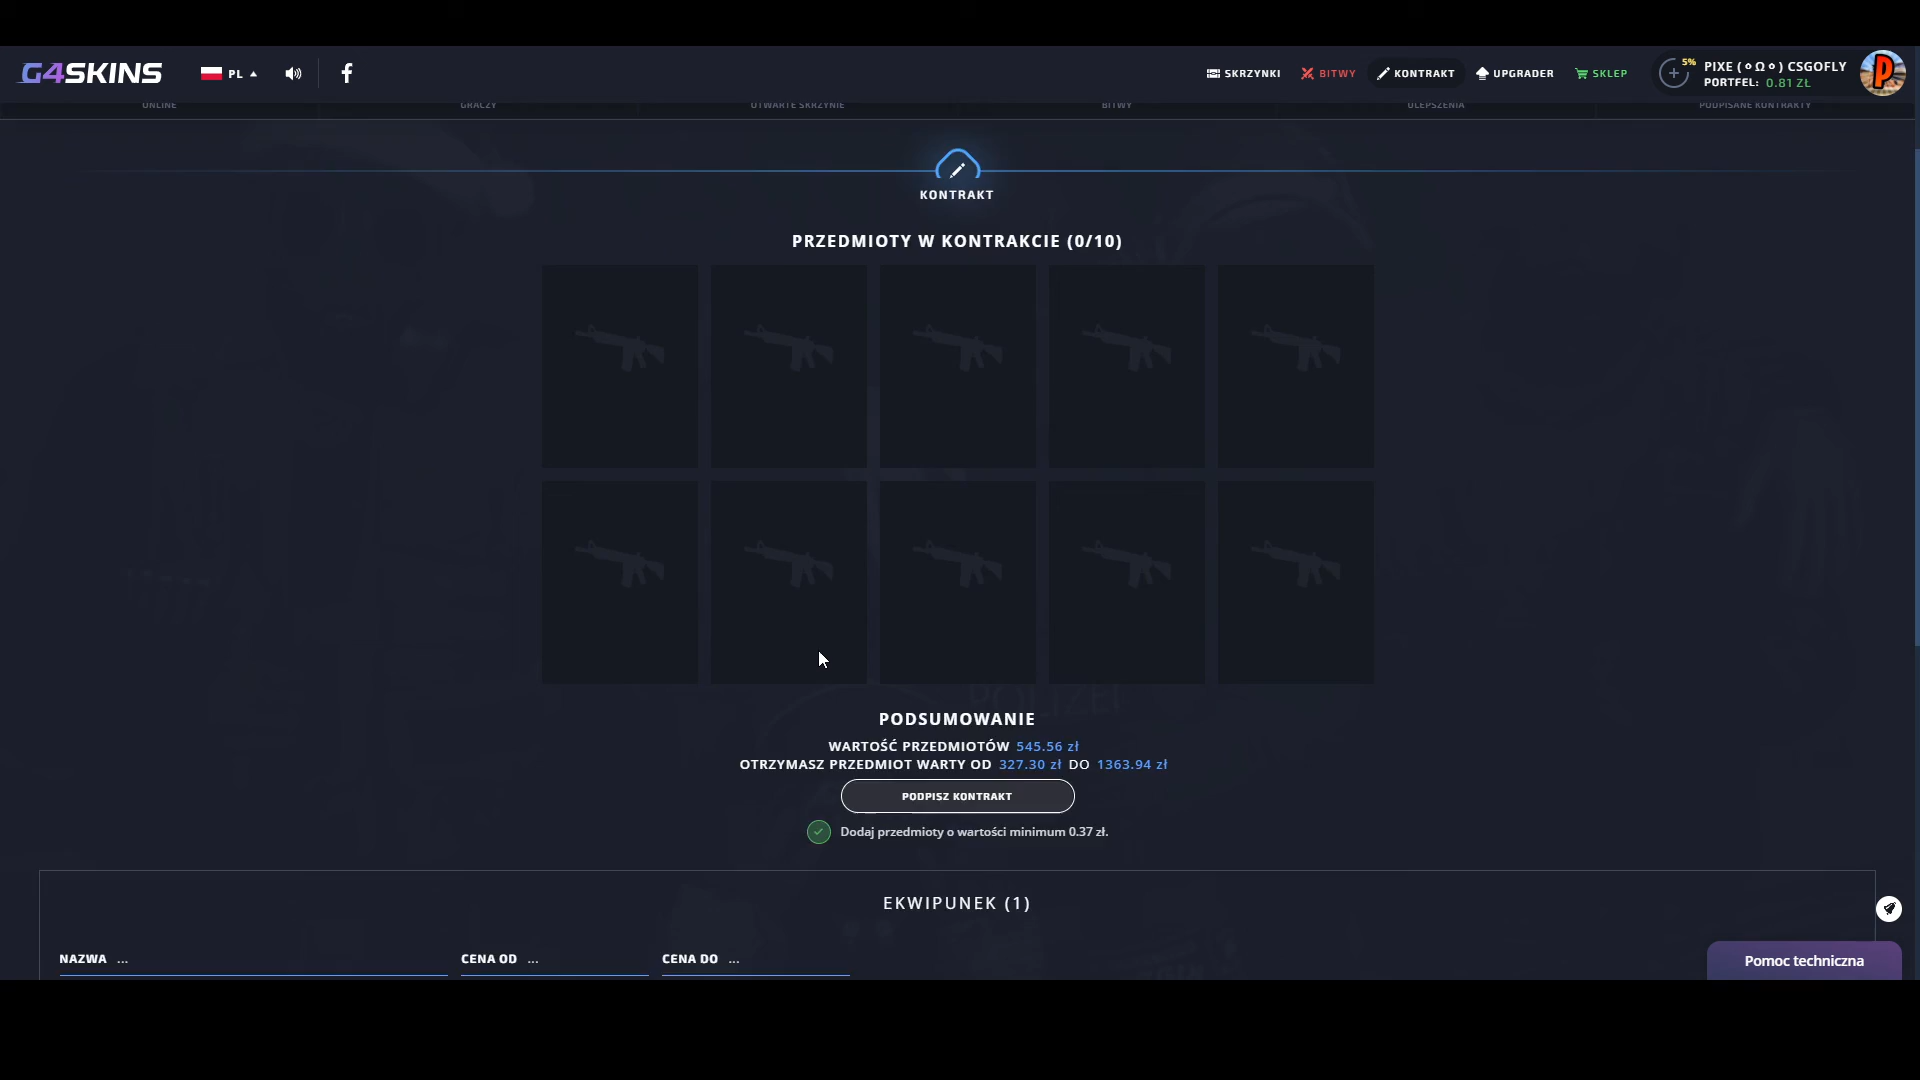 G4SKINS
PL
SKRZYNKI
BITWY
KONTRAKT
UPGRADER
SKLEP
5%
PIXE (⚬Ω⚬) CSGOFLY
PORTFEL: 0.81 ZŁ
P
ONLINE
GRACZY
OTWARTE SKRZYNIE
BITWY
ULEPSZENIA
PODPISANE KONTRAKTY
KONTRAKT
PRZEDMIOTY W KONTRAKCIE (0/10)
POLIZEI
PODSUMOWANIE
WARTOŚĆ PRZEDMIOTÓW 545.56 zł
OTRZYMASZ PRZEDMIOT WARTY OD 327.30 zł DO 1363.94 zł
PODPISZ KONTRAKT
Dodaj przedmioty o wartości minimum 0.37 zł.
EKWIPUNEK (1)
NAZWA ...
CENA OD ...
CENA DO ...
Pomoc techniczna